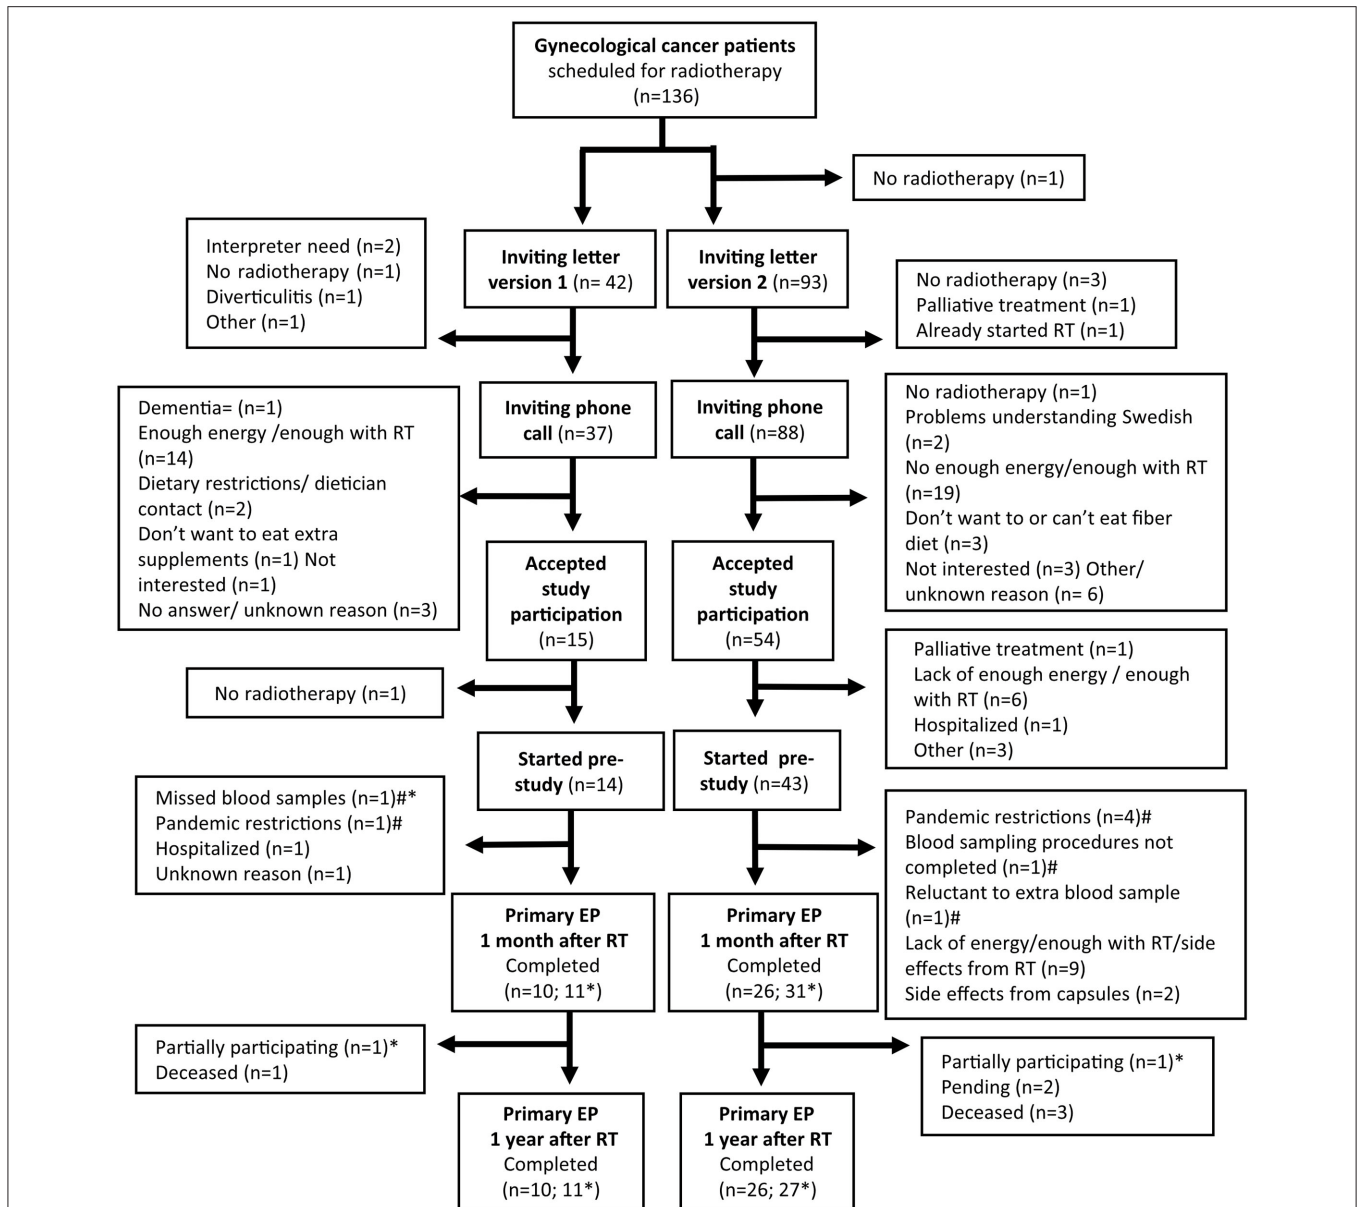 Gynecological cancer patients
scheduled for radiotherapy
(n=136)
No radiotherapy (n=1)
Interpreter need (n=2)
No radiotherapy (n=1)
Diverticulitis (n=1)
Other (n=1)
Inviting letter
version 1 (n= 42)
Inviting letter
version 2 (n=93)
No radiotherapy (n=3)
Palliative treatment (n=1)
Already started RT (n=1)
Dementia= (n=1)
Enough energy /enough with RT
(n=14)
Dietary restrictions/ dietician
contact (n=2)
Don’t want to eat extra
supplements (n=1) Not
interested (n=1)
No answer/ unknown reason (n=3)
Inviting phone
call (n=37)
Inviting phone
call (n=88)
No radiotherapy (n=1)
Problems understanding Swedish
(n=2)
No enough energy/enough with RT
(n=19)
Don’t want to or can’t eat fiber
diet (n=3)
Not interested (n=3) Other/
unknown reason (n= 6)
Accepted
study
participation
(n=15)
Accepted
study
participation
(n=54)
No radiotherapy (n=1)
Palliative treatment (n=1)
Lack of enough energy / enough
with RT (n=6)
Hospitalized (n=1)
Other (n=3)
Started pre-
study (n=14)
Started pre-
study (n=43)
Missed blood samples (n=1)#*
Pandemic restrictions (n=1)#
Hospitalized (n=1)
Unknown reason (n=1)
Pandemic restrictions (n=4)#
Blood sampling procedures not
completed (n=1)#
Reluctant to extra blood sample
(n=1)#
Lack of energy/enough with RT/side
effects from RT (n=9)
Side effects from capsules (n=2)
Primary EP
1 month after RT
Completed
(n=10; 11*)
Primary EP
1 month after RT
Completed
(n=26; 31*)
Partially participating (n=1)*
Deceased (n=1)
Partially participating (n=1)*
Pending (n=2)
Deceased (n=3)
Primary EP
1 year after RT
Completed
(n=10; 11*)
Primary EP
1 year after RT
Completed
(n=26; 27*)